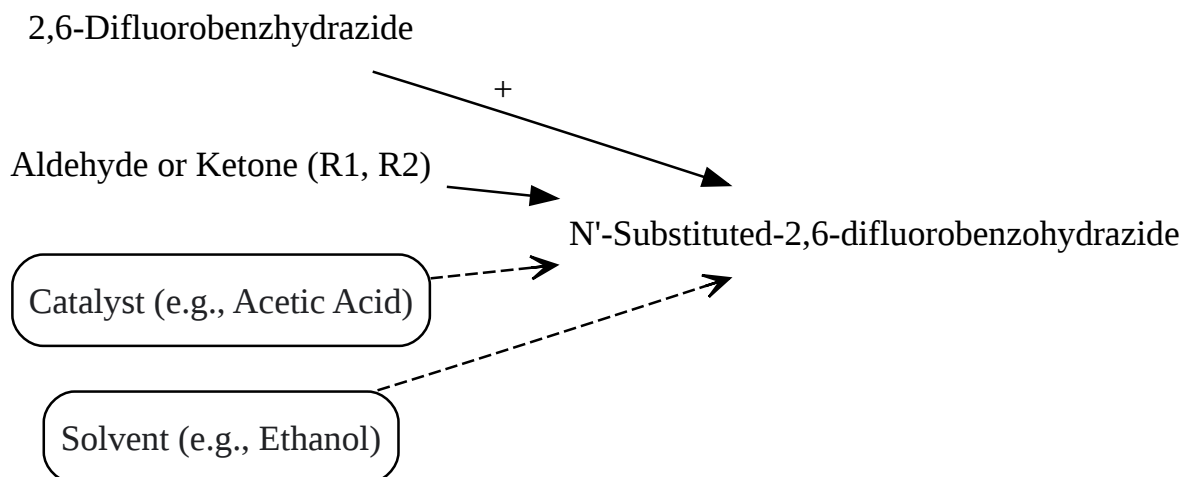 2,6-Difluorobenzhydrazide
+
Aldehyde or Ketone (R1, R2)
N'-Substituted-2,6-difluorobenzohydrazide
Catalyst (e.g., Acetic Acid)
Solvent (e.g., Ethanol)